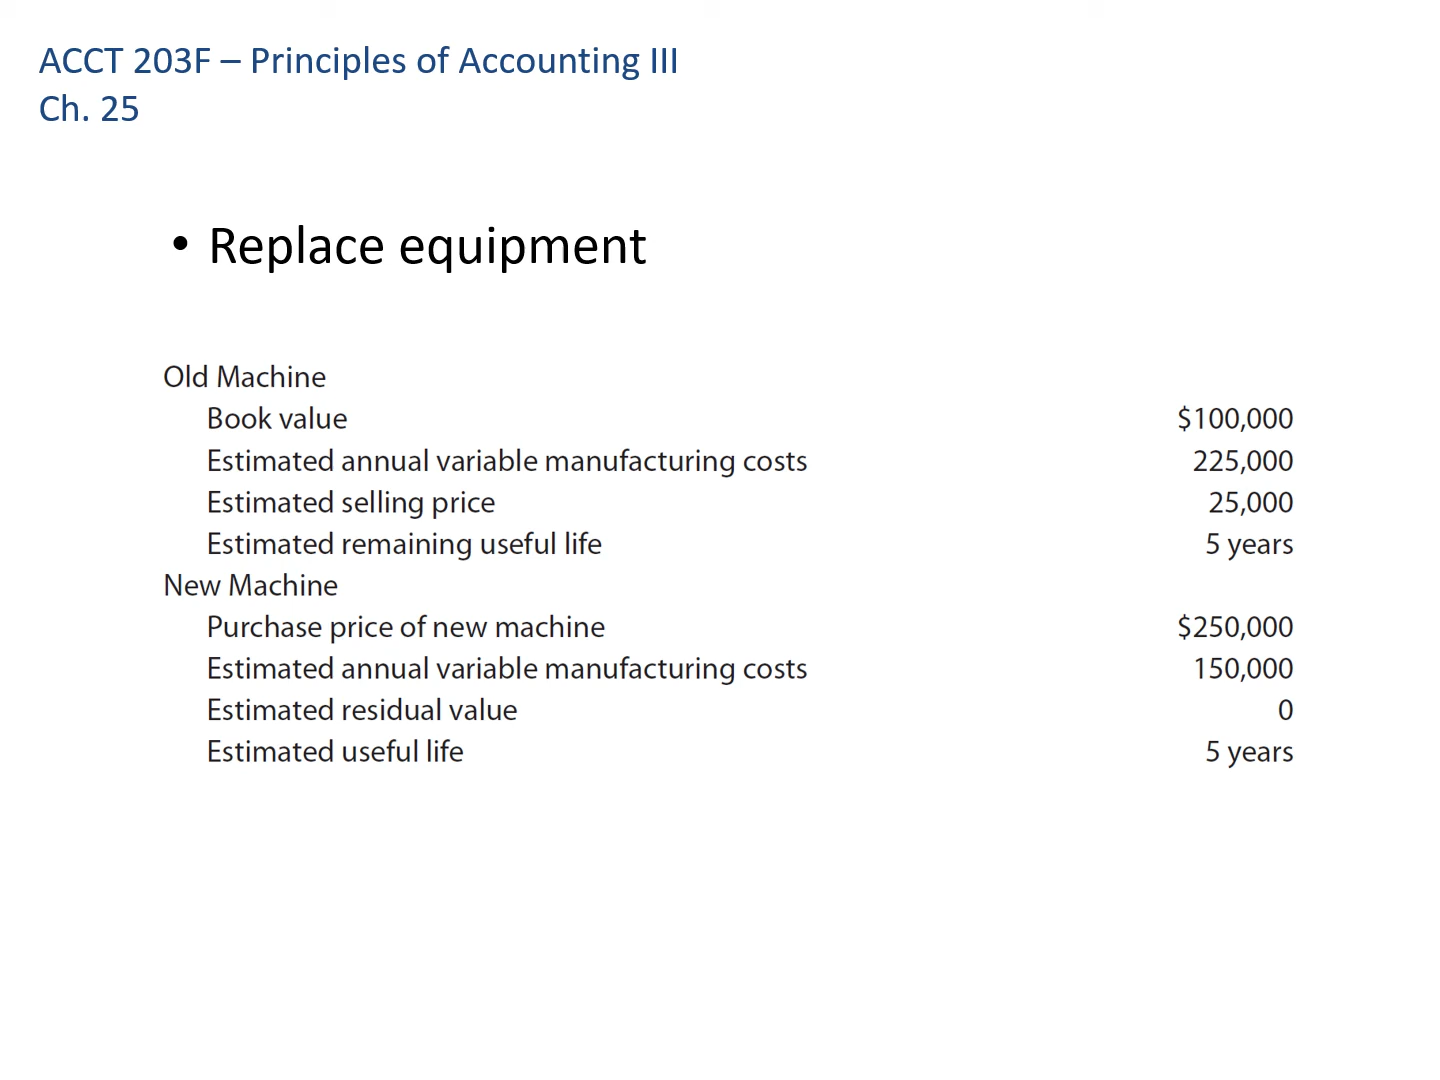 ACCT 203F – Principles of Accounting III
Ch. 25
• Replace equipment
Old Machine
Book value $100,000
Estimated annual variable manufacturing costs 225,000
Estimated selling price 25,000
Estimated remaining useful life 5 years
New Machine
Purchase price of new machine $250,000
Estimated annual variable manufacturing costs 150,000
Estimated residual value 0
Estimated useful life 5 years